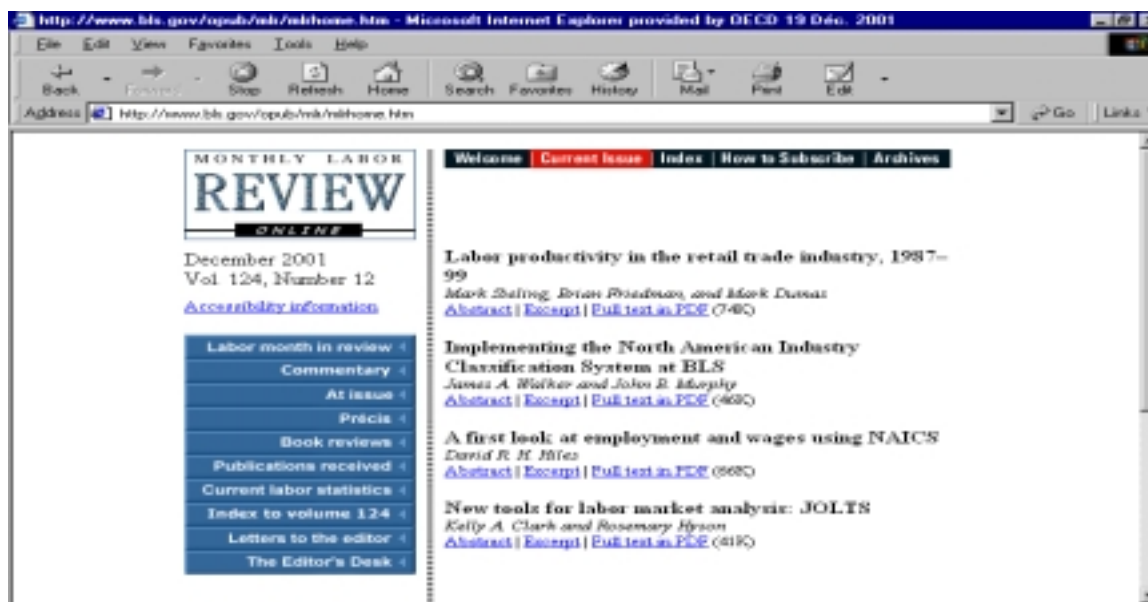 http://www.bls.gov/opub/mlr/mlrhome.htm - Microsoft Internet Explorer provided by OECD 19 Déc. 2001
File Edit View Favorites Tools Help
Back Forward Stop Refresh Home Search Favorites History Mail Print Edit
Address http://www.bls.gov/opub/mlr/mlrhome.htm Go Links
MONTHLY LABOR
REVIEW
ONLINE
December 2001
Vol. 124, Number 12
Accessibility information
Labor month in review
Commentary
At issue
Précis
Book reviews
Publications received
Current labor statistics
Index to volume 124
Letters to the editor
The Editor's Desk
Welcome | Current Issue | Index | How to Subscribe | Archives
Labor productivity in the retail trade industry, 1987–
99
Mark Brian Friedman, and Mark Dumas
Abstract | Excerpt | Full text in PDF (74K)
Implementing the North American Industry
Classification System at BLS
James A. Walker and John B. Murphy
Abstract | Excerpt | Full text in PDF (46K)
A first look at employment and wages using NAICS
David R. H. Hiles
Abstract | Excerpt | Full text in PDF
New tools for labor market analysis: JOLTS
Kelly A. Clark and Rosemary Hyson
Abstract | Excerpt | Full text in PDF (41K)